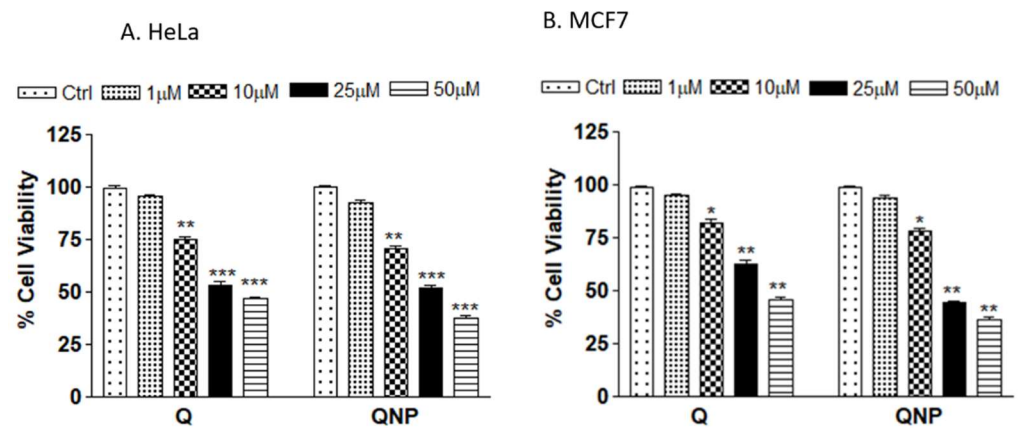 A. HeLa
Ctrl 1μM 10μM 25μM 50μM
% Cell Viability
125
100
75
50
25
0
** *** ***
** *** ***
Q QNP
B. MCF7
Ctrl 1μM 10μM 25μM 50μM
% Cell Viability
125
100
75
50
25
0
* ** **
* ** **
Q QNP